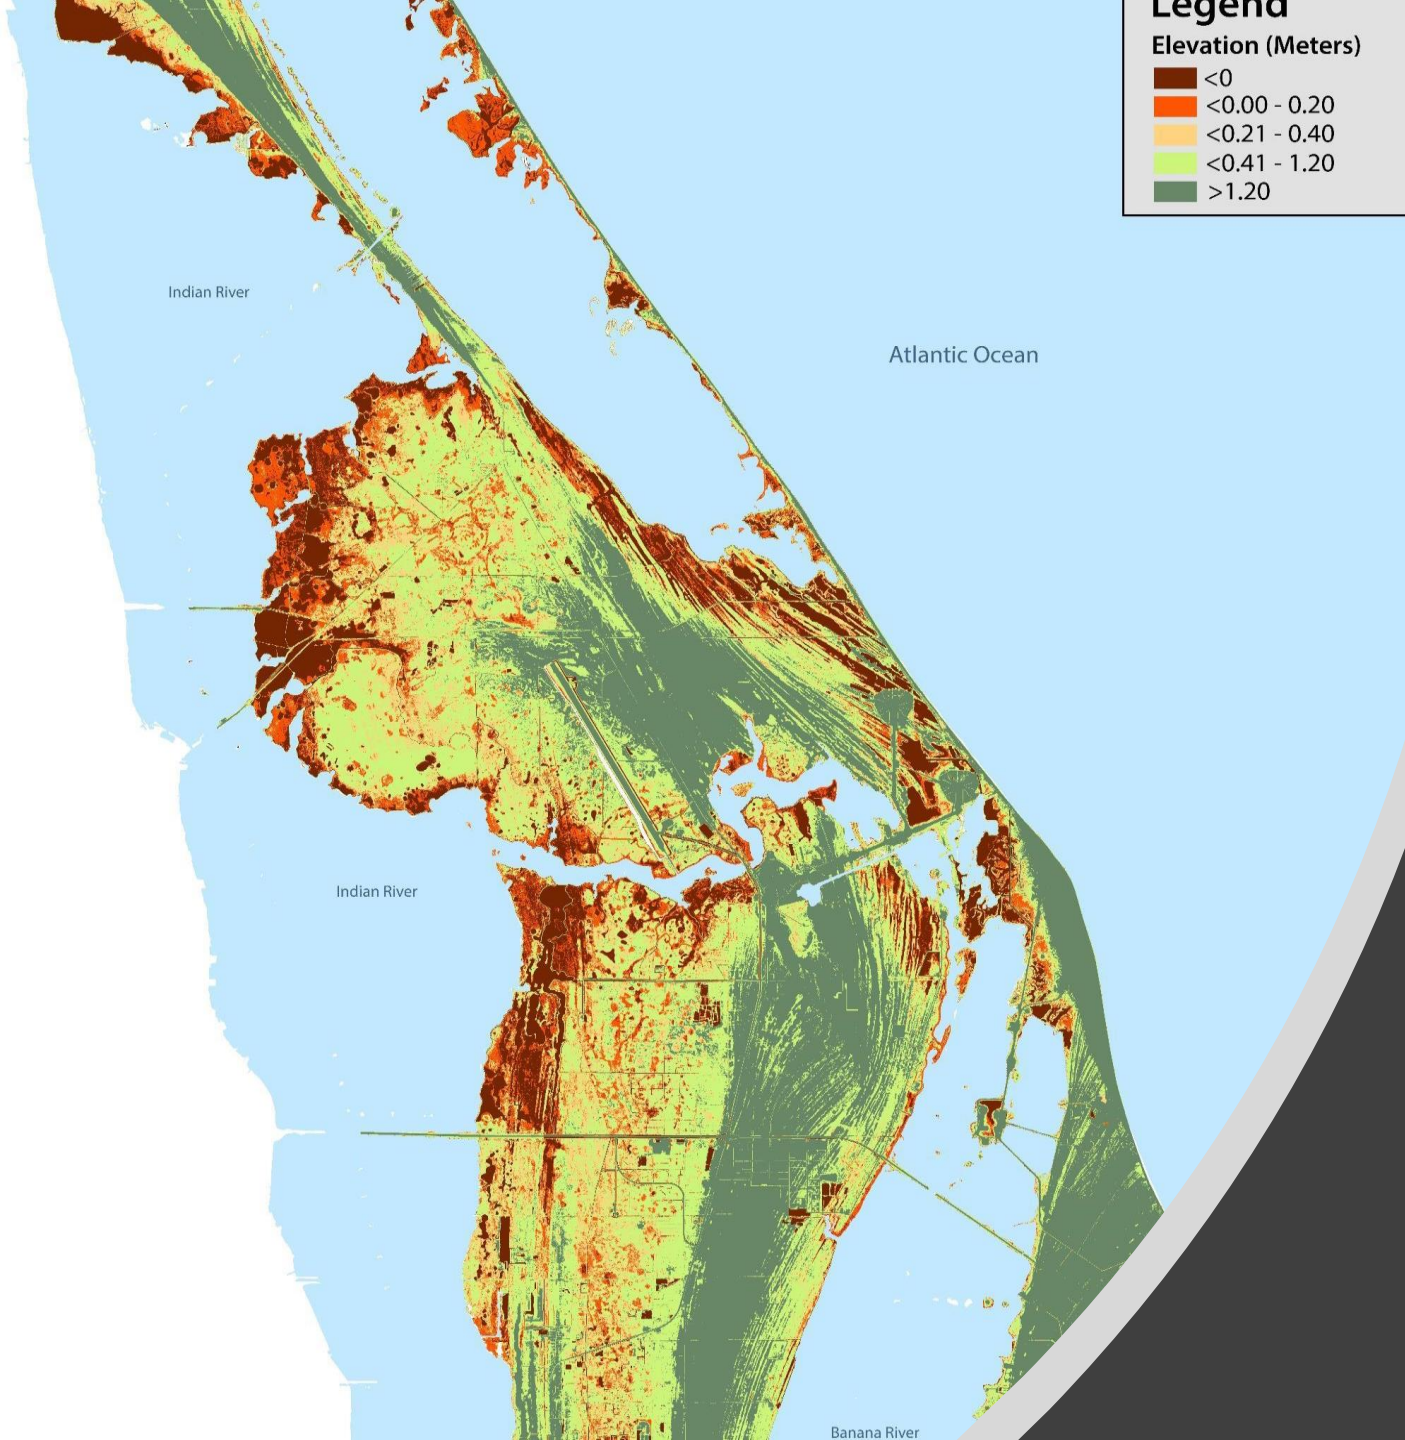 Legend
Elevation (Meters)
<0
<0.00 - 0.20
<0.21 - 0.40
<0.41 - 1.20
>1.20
Indian River
Atlantic Ocean
Indian River
Banana River